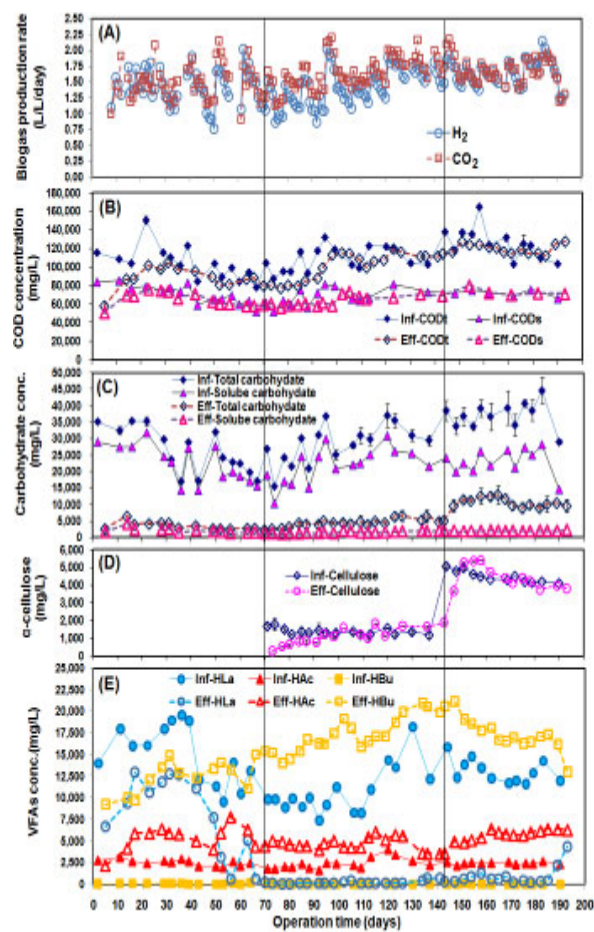 (A)
Biogas production rate
(L/L/day)
2.50
2.25
2.00
1.75
1.50
1.25
1.00
0.75
0.50
0.25
0.00
H2
CO2
(B)
COD concentration
(mg/L)
180,000
160,000
140,000
120,000
100,000
80,000
60,000
40,000
20,000
0
Inf-CODt
Inf-CODs
Eff-CODt
Eff-CODs
(C)
Carbohydrate conc.
(mg/L)
50,000
45,000
40,000
35,000
30,000
25,000
20,000
15,000
10,000
5,000
0
Inf-Total carbohydate
Inf-Solube carbohydate
Eff-Total carbohydate
Eff-Solube carbohydate
(D)
α-cellulose
(mg/L)
6,000
5,000
4,000
3,000
2,000
1,000
0
Inf-Cellulose
Eff-Cellulose
(E)
VFAs conc.(mg/L)
25,000
22,500
20,000
17,500
15,000
12,500
10,000
7,500
5,000
2,500
0
Inf-HLa
Inf-HAc
Inf-HBu
Eff-HLa
Eff-HAc
Eff-HBu
0 10 20 30 40 50 60 70 80 90 100 110 120 130 140 150 160 170 180 190 200
Operation time (days)